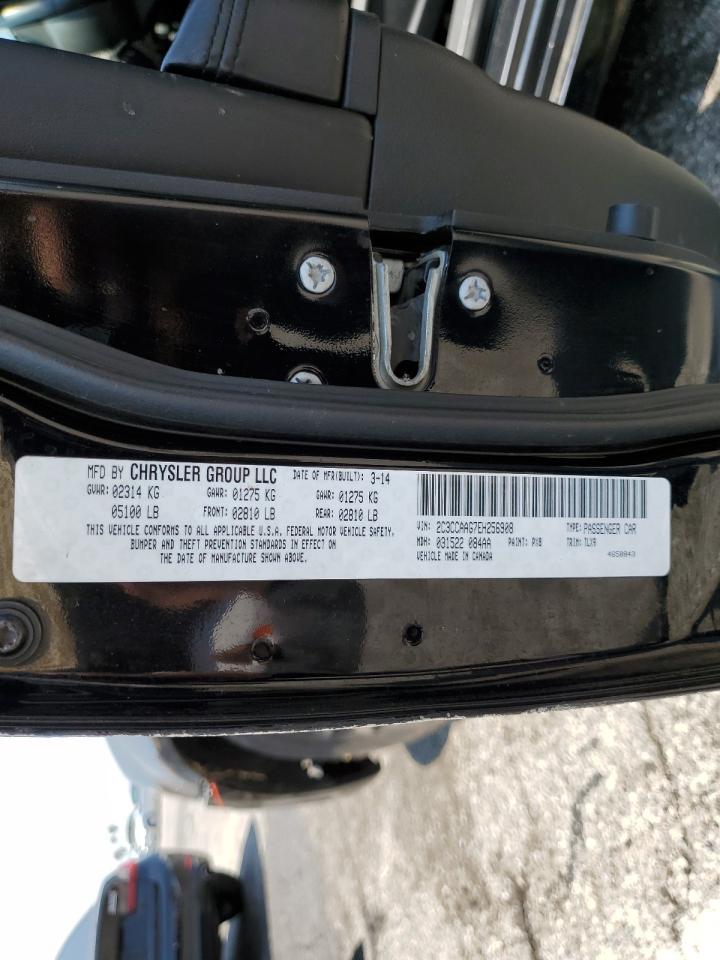 MFD BY CHRYSLER GROUP LLC DATE OF MFR(BUILT): 3-14
GVWR: 02314 KG GAWR: 01275 KG GAWR: 01275 KG
05100 LB FRONT: 02810 LB REAR: 02810 LB
THIS VEHICLE CONFORMS TO ALL APPLICABLE U.S.A. FEDERAL MOTOR VEHICLE SAFETY,
BUMPER AND THEFT PREVENTION STANDARDS IN EFFECT ON
THE DATE OF MANUFACTURE SHOWN ABOVE.
VIN: 2C3CCAAG7EH256908 TYPE: PASSENGER CAR
MDH: 031522 084AA PAINT: PX8 TRIM: TLX9
VEHICLE MADE IN CANADA 4658843